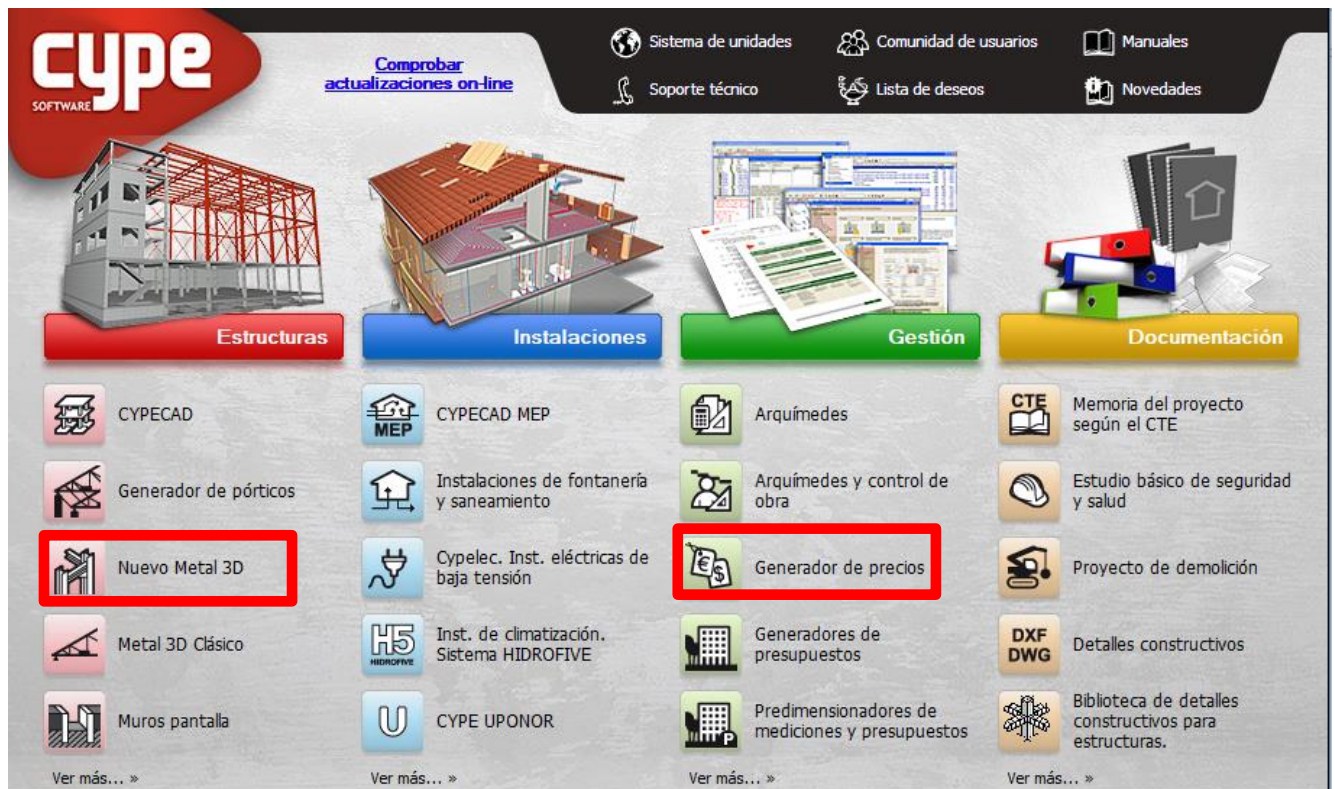 cype
SOFTWARE
Comprobar
actualizaciones on-line
Sistema de unidades
Comunidad de usuarios
Manuales
Soporte técnico
Lista de deseos
Novedades
Estructuras
CYPECAD
Generador de pórticos
Nuevo Metal 3D
Metal 3D Clásico
Muros pantalla
Ver más... »
Instalaciones
MEP
CYPECAD MEP
Instalaciones de fontanería
y saneamiento
Cypelec. Inst. eléctricas de
baja tensión
H5
HIDROFIVE
Inst. de climatización.
Sistema HIDROFIVE
U
CYPE UPONOR
Ver más... »
Gestión
Arquímedes
Arquímedes y control de
obra
€
$
Generador de precios
Generadores de
presupuestos
P
Predimensionadores de
mediciones y presupuestos
Ver más... »
Documentación
CTE
Memoria del proyecto
según el CTE
Estudio básico de seguridad
y salud
Proyecto de demolición
DXF
DWG
Detalles constructivos
Biblioteca de detalles
constructivos para
estructuras.
Ver más... »